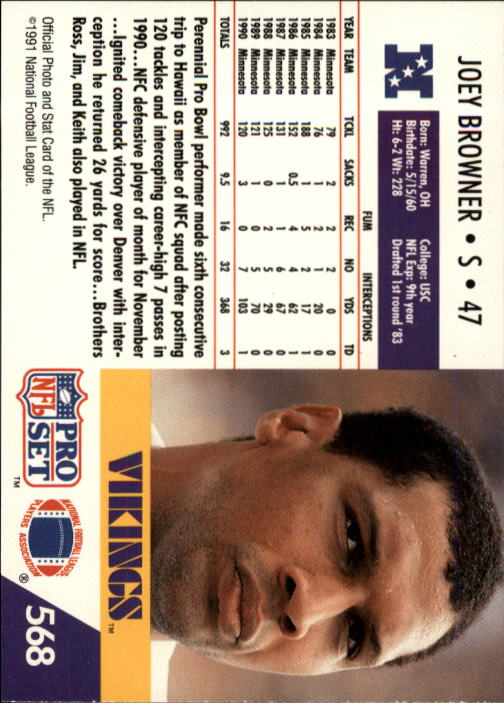 JOEY BROWNER • S • 47
Born: Warren, OH College: USC
Birthdate: 5/15/60 NFL Exp: 9th year
Ht: 6-2 Wt: 228 Drafted 1st round '83
FUM INTERCEPTIONS
YEAR TEAM TCKL SACKS REC NO YDS TD
1983 Minnesota 79 2 2 2 0 0
1984 Minnesota 76 1 2 1 20 0
1985 Minnesota 188 1 5 2 17 1
1986 Minnesota 152 0.5 4 4 62 1
1987 Minnesota 131 1 1 6 67 0
1988 Minnesota 125 0 2 5 29 0
1989 Minnesota 121 1 0 5 70 0
1990 Minnesota 120 3 0 7 103 1
TOTALS 992 9.5 16 32 368 3
Perennial Pro Bowl performer made sixth consecutive
trip to Hawaii as member of NFC squad after posting
120 tackles and intercepting career-high 7 passes in
1990...NFC defensive player of month for November
...Ignited comeback victory over Denver with inter-
ception he returned 26 yards for score...Brothers
Ross, Jim, and Keith also played in NFL.
Official Photo and Stat Card of the NFL.
©1991 National Football League.
VIKINGS™
NFL PRO SET™
NATIONAL FOOTBALL LEAGUE PLAYERS ASSOCIATION ®
568